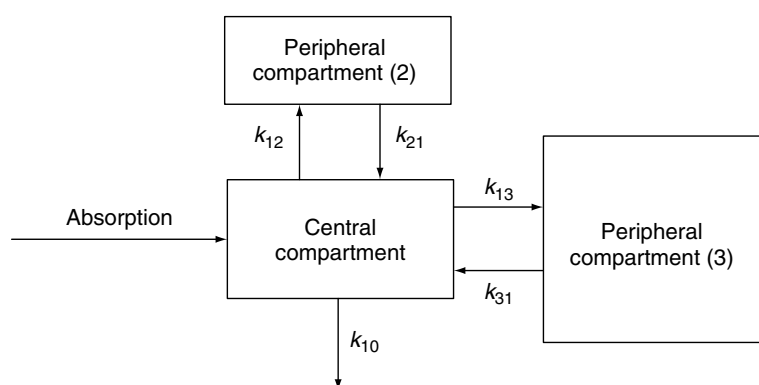 Peripheral
compartment (2)
k12
k21
k13
Absorption
Central
compartment
Peripheral
compartment (3)
k31
k10